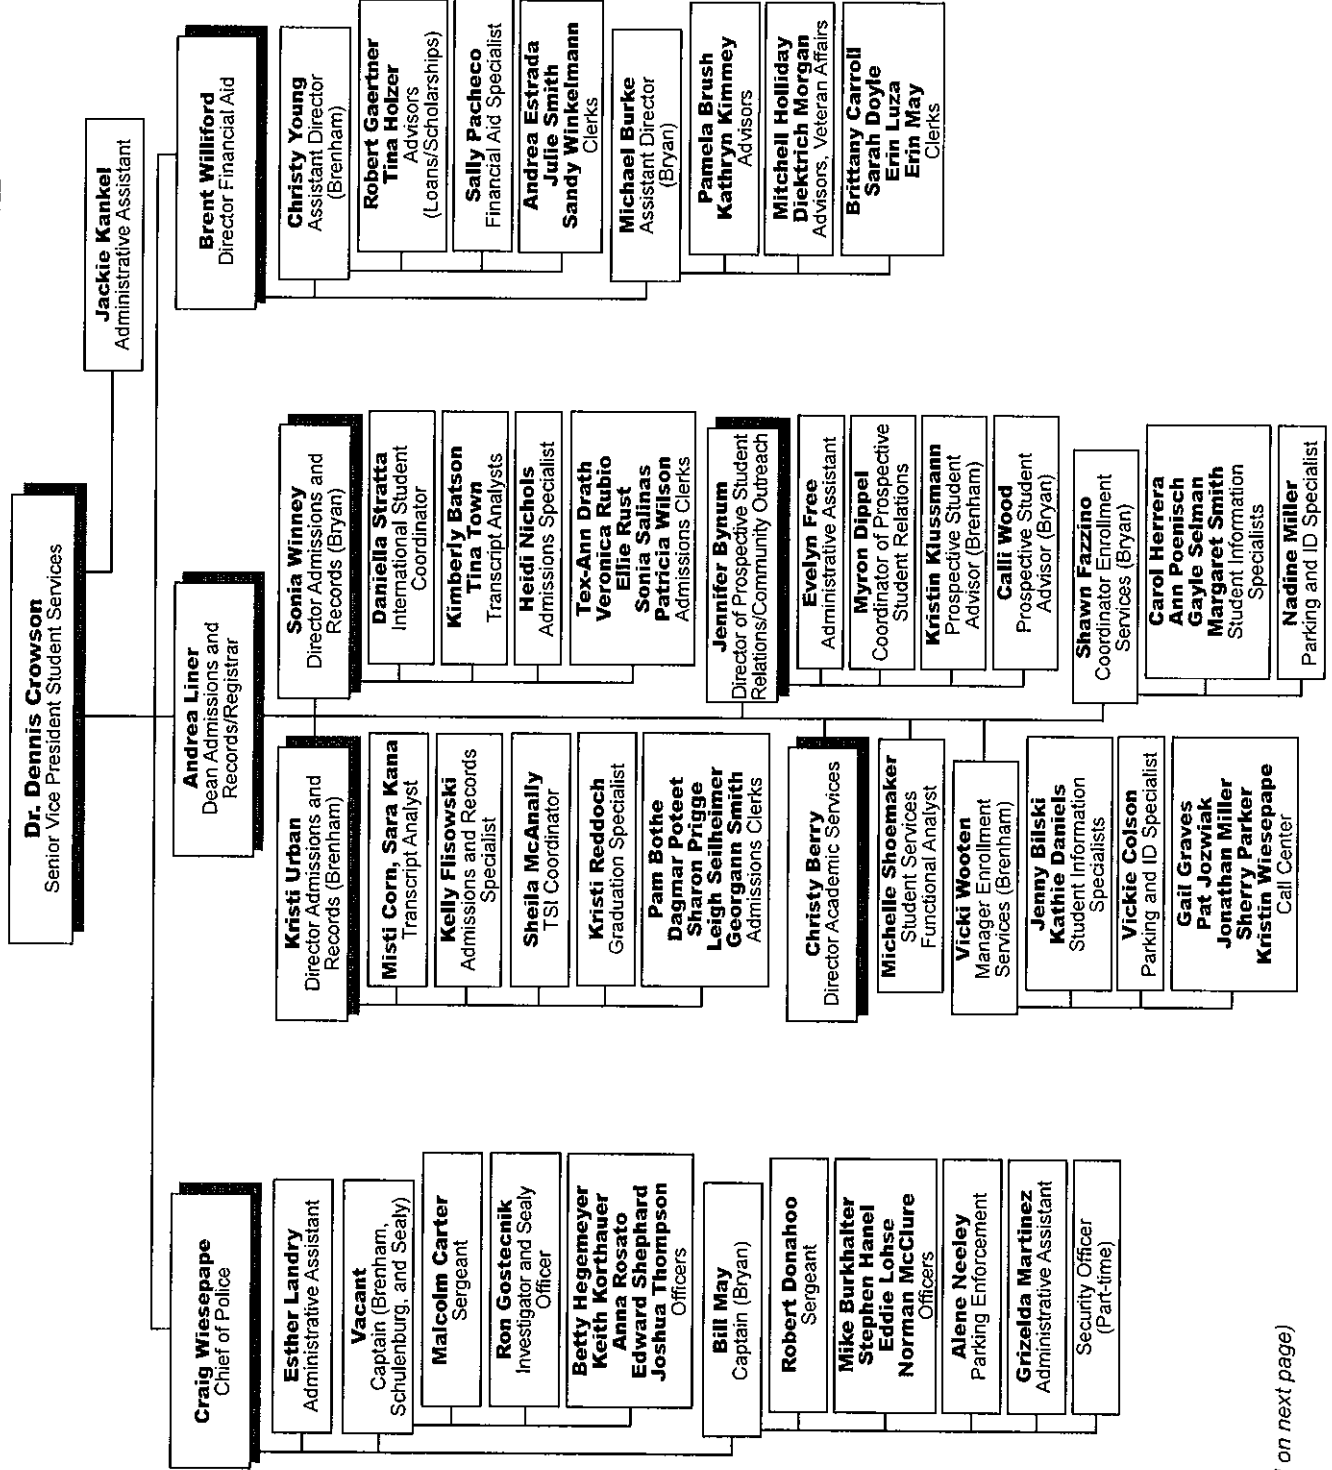 Dr. Dennis Crowson
Senior Vice President Student Services
Jackie Kankel
Administrative Assistant
Craig Wiesepape
Chief of Police
Esther Landry
Administrative Assistant
Vacant
Captain (Brenham,
Schulenburg, and Sealy)
Malcolm Carter
Sergeant
Ron Gostecnik
Investigator and Sealy
Officer
Betty Hegemeyer
Keith Korthauer
Anna Rosato
Edward Shephard
Joshua Thompson
Officers
Bill May
Captain (Bryan)
Robert Donahoo
Sergeant
Mike Burkhalter
Stephen Hanel
Eddie Lohse
Norman McClure
Officers
Alene Neeley
Parking Enforcement
Grizelda Martinez
Administrative Assistant
Security Officer
(Part-time)
Andrea Liner
Dean Admissions and
Records/Registrar
Kristi Urban
Director Admissions and
Records (Brenham)
Misti Corn, Sara Kana
Transcript Analyst
Kelly Flisowski
Admissions and Records
Specialist
Sheila McAnally
TSI Coordinator
Kristi Reddoch
Graduation Specialist
Pam Bothe
Dagmar Poteet
Sharon Prigge
Leigh Seilheimer
Georgann Smith
Admissions Clerks
Christy Berry
Director Academic Services
Michelle Shoemaker
Student Services
Functional Analyst
Vicki Wooten
Manager Enrollment
Services (Brenham)
Jenny Bilski
Kathie Daniels
Student Information
Specialists
Vickie Colson
Parking and ID Specialist
Gail Graves
Pat Jozwiak
Jonathan Miller
Sherry Parker
Kristin Wiesepape
Call Center
Sonia Winney
Director Admissions and
Records (Bryan)
Daniella Stratta
International Student
Coordinator
Kimberly Batson
Tina Town
Transcript Analysts
Heidi Nichols
Admissions Specialist
Tex-Ann Drath
Veronica Rubio
Ellie Rust
Sonia Salinas
Patricia Wilson
Admissions Clerks
Jennifer Bynum
Director of Prospective Student
Relations/Community Outreach
Evelyn Free
Administrative Assistant
Myron Dippel
Coordinator of Prospective
Student Relations
Kristin Klussmann
Prospective Student
Advisor (Brenham)
Calli Wood
Prospective Student
Advisor (Bryan)
Shawn Fazzino
Coordinator Enrollment
Services (Bryan)
Carol Herrera
Ann Poenisch
Gayle Selman
Margaret Smith
Student Information
Specialists
Nadine Miller
Parking and ID Specialist
Brent Williford
Director Financial Aid
Christy Young
Assistant Director
(Brenham)
Robert Gaertner
Tina Holzer
Advisors
(Loans/Scholarships)
Sally Pacheco
Financial Aid Specialist
Andrea Estrada
Julie Smith
Sandy Winkelmann
Clerks
Michael Burke
Assistant Director
(Bryan)
Pamela Brush
Kathryn Kimmey
Advisors
Mitchell Holliday
Diektrich Morgan
Advisors, Veteran Affairs
Brittany Carroll
Sarah Doyle
Erin Luza
Erin May
Clerks
on next page)